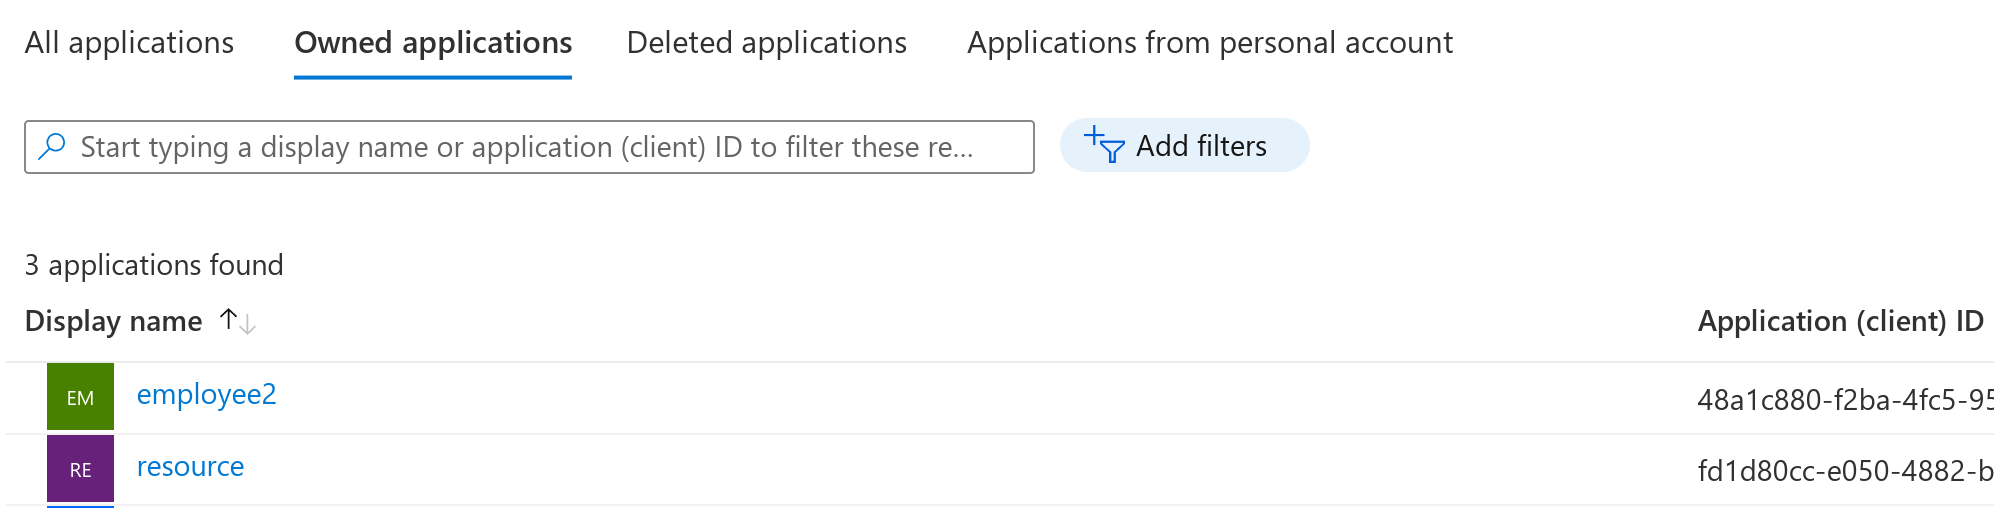 All applications Owned applications Deleted applications Applications from personal account
Start typing a display name or application (client) ID to filter these re... Add filters
3 applications found
Display name ↑↓ Application (client) ID
EM employee2 48a1c880-f2ba-4fc5-95
RE resource fd1d80cc-e050-4882-b